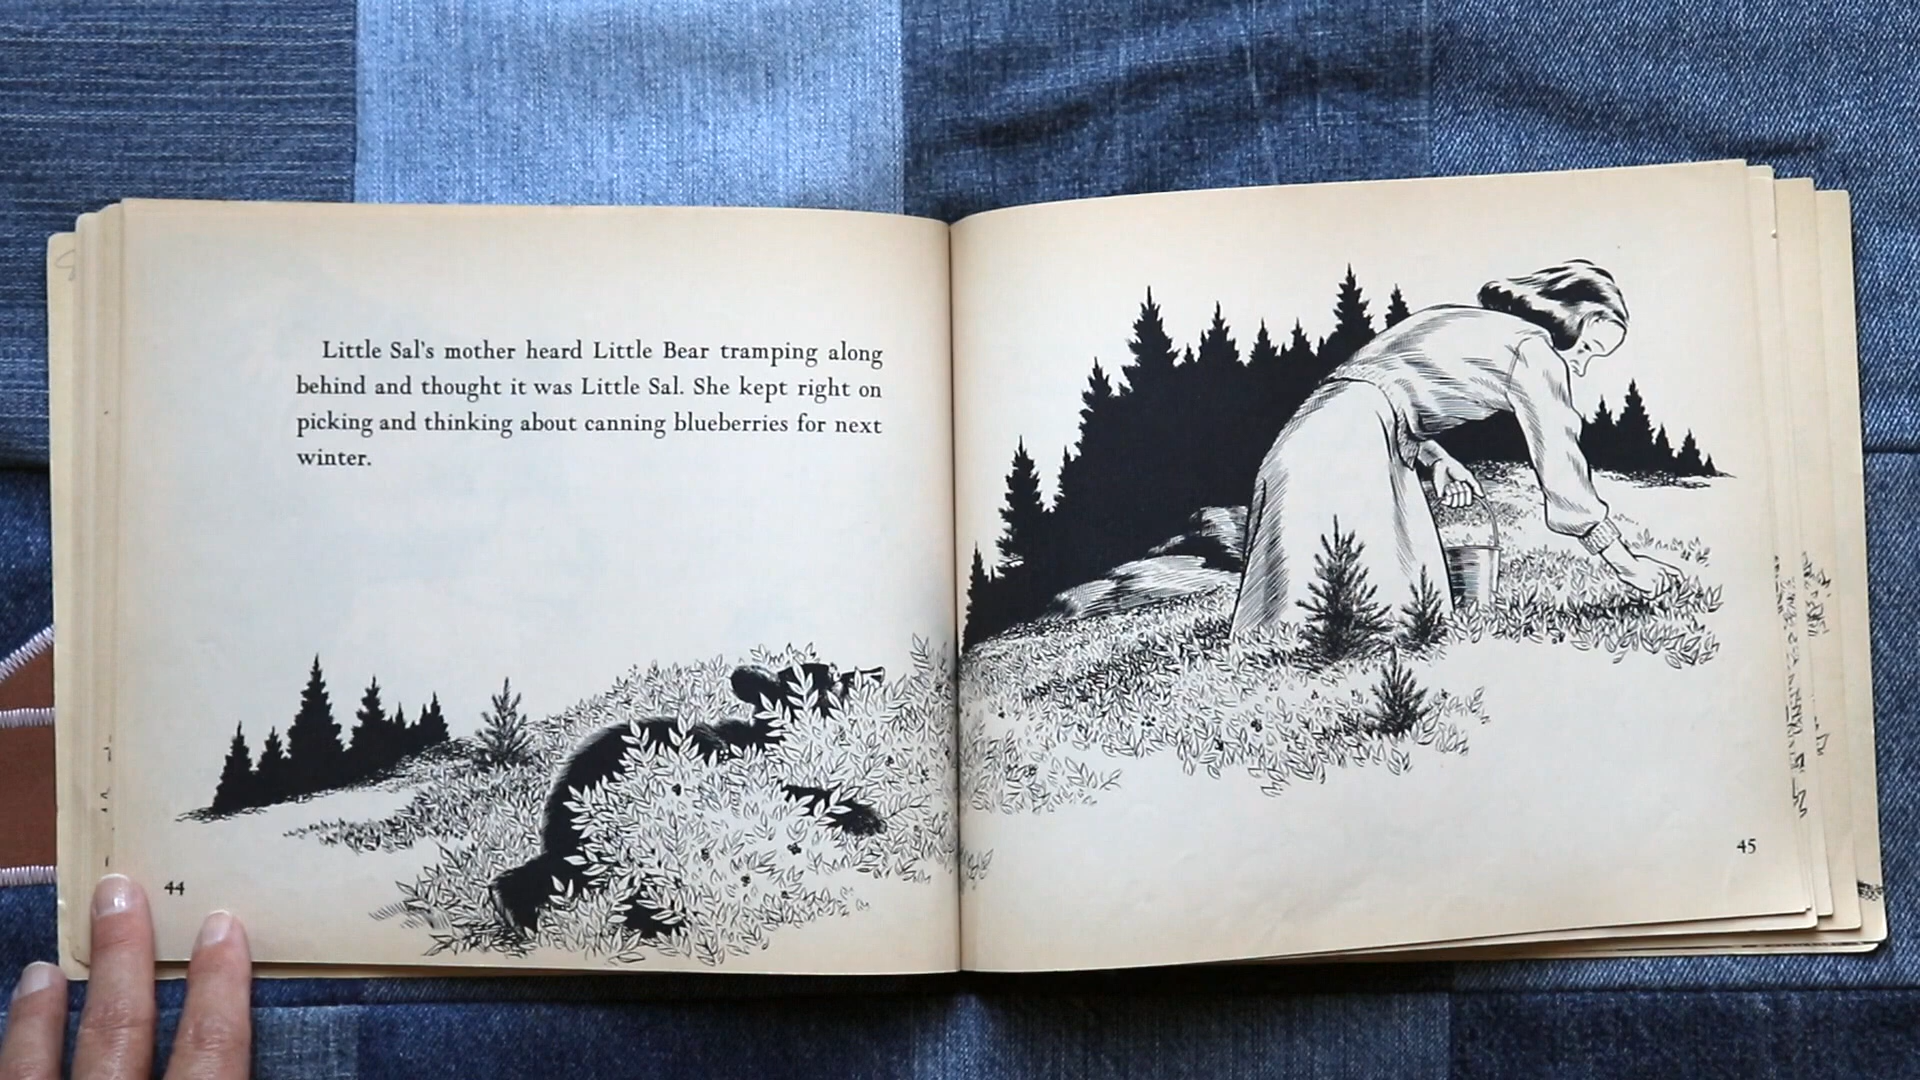 Little Sal's mother heard Little Bear tramping along
behind and thought it was Little Sal. She kept right on
picking and thinking about canning blueberries for next
winter.
44
45